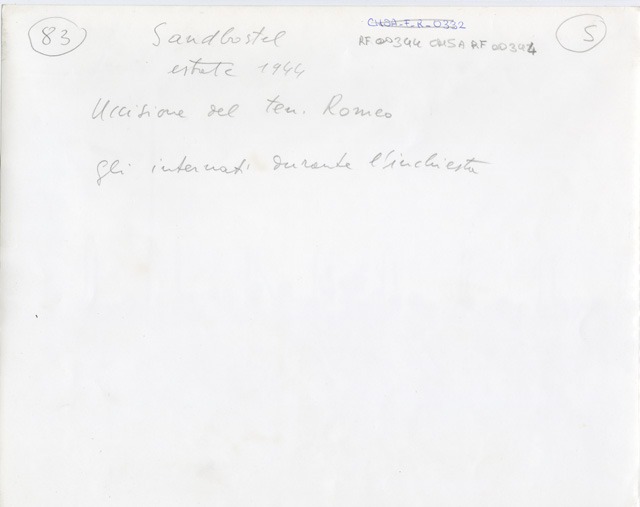 83
Sandbostel
CHSA-F-R-0332
5
RF 00344 CHSA RF 00394
estate 1944
Uccisione del ten. Romeo
gli internati durante l'inchiesta